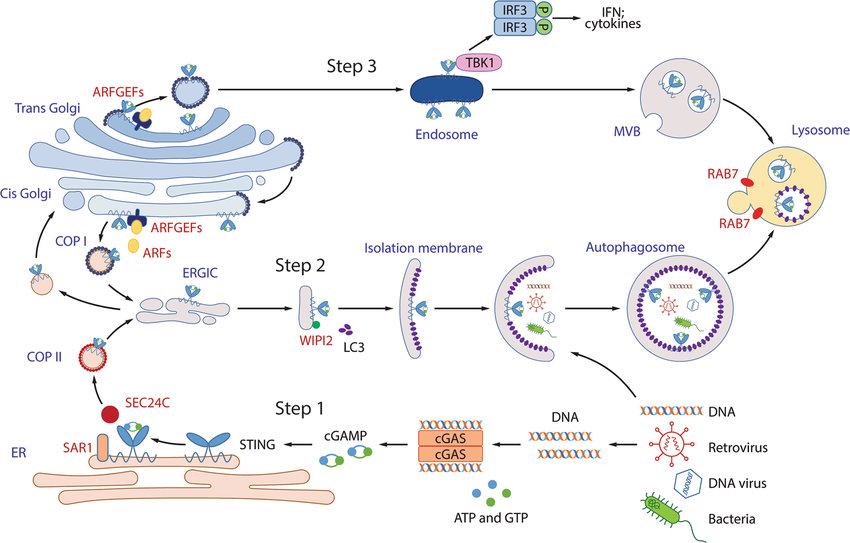 IRF3 P
IRF3 P
IFN;
cytokines
TBK1
Step 3
ARFGEFs
Trans Golgi
Endosome
MVB
Lysosome
RAB7
RAB7
Cis Golgi
ARFGEFs
ARFs
COP I
ERGIC
Step 2
Isolation membrane
Autophagosome
WIPI2
LC3
COP II
SEC24C
Step 1
SAR1
STING
cGAMP
cGAS
cGAS
DNA
DNA
Retrovirus
DNA virus
Bacteria
ER
ATP and GTP